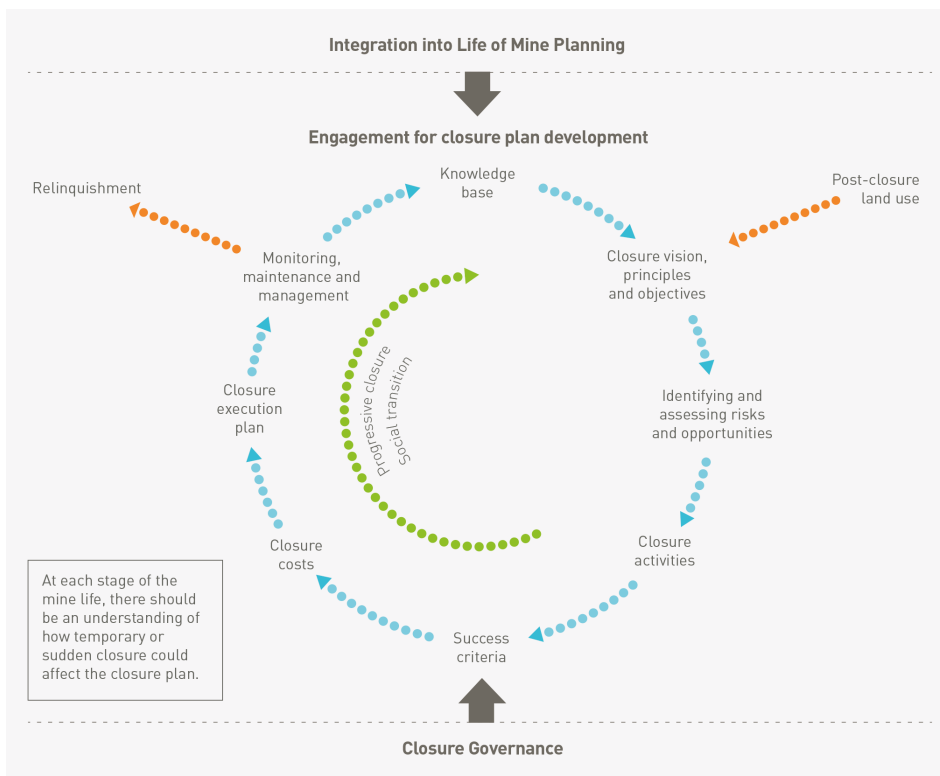 Integration into Life of Mine Planning
Engagement for closure plan development
Knowledge
base
Relinquishment
Post-closure
land use
Monitoring,
maintenance and
management
Closure vision,
principles
and objectives
Progressive closure
Social transition
Closure
execution
plan
Identifying and
assessing risks
and opportunities
Closure
costs
Closure
activities
At each stage of the
mine life, there should
be an understanding of
how temporary or
sudden closure could
affect the closure plan.
Success
criteria
Closure Governance